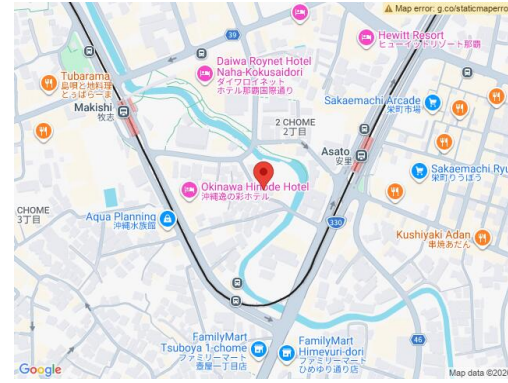 Map error: g.co/staticmaperro
39
Hewitt Resort
ヒューイットリゾート那覇
Daiwa Roynet Hotel
Naha-Kokusaidori
ダイワロイネット
ホテル那覇国際通り
Tubarama
島唄と地料理
とぅばらーま
Makishi
牧志
Sakaemachi Arcade
栄町市場
2 CHOME
2丁目
Asato
安里
Sakaemachi Ryu
栄町りうぼう
Okinawa Hinode Hotel
沖縄逸の彩ホテル
CHOME
3丁目
Aqua Planning
沖縄水族館
330
Kushiyaki Adan
串焼あだん
FamilyMart
Tsuboya 1-chome
ファミリーマート
壺屋一丁目店
FamilyMart
Himeyuri-dori
ファミリーマート
ひめゆり通り店
46
Google
Map data ©202